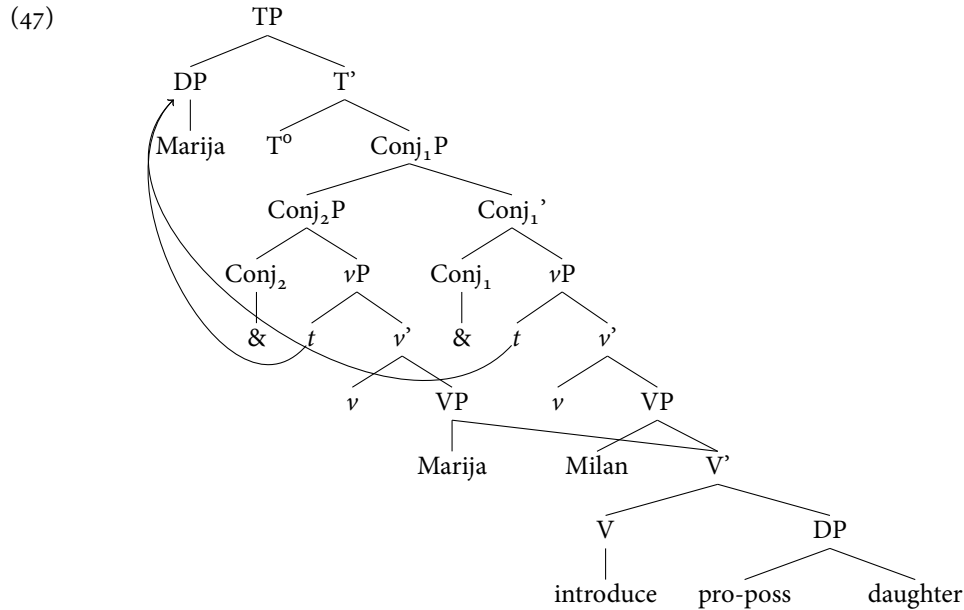 (47) TP
DP T’
Marija T⁰ Conj₁P
Conj₂P Conj₁’
Conj₂ vP Conj₁ vP
& t v’ & t v’
v VP v VP
Marija Milan V’
V DP
introduce pro-poss daughter